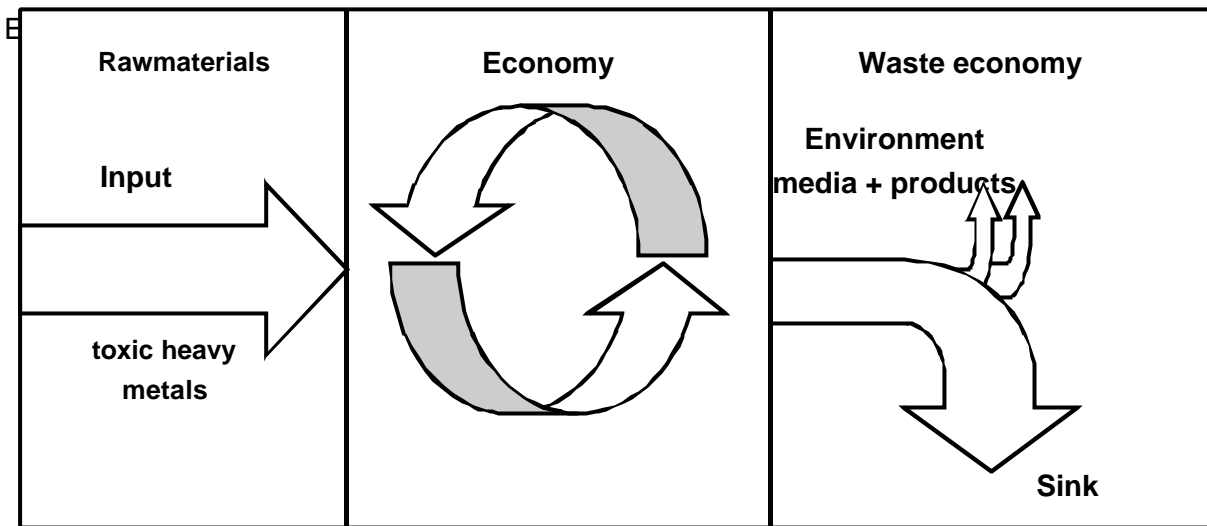 E
Rawmaterials
Economy
Waste economy
Environment
media + products
Input
toxic heavy
metals
Sink